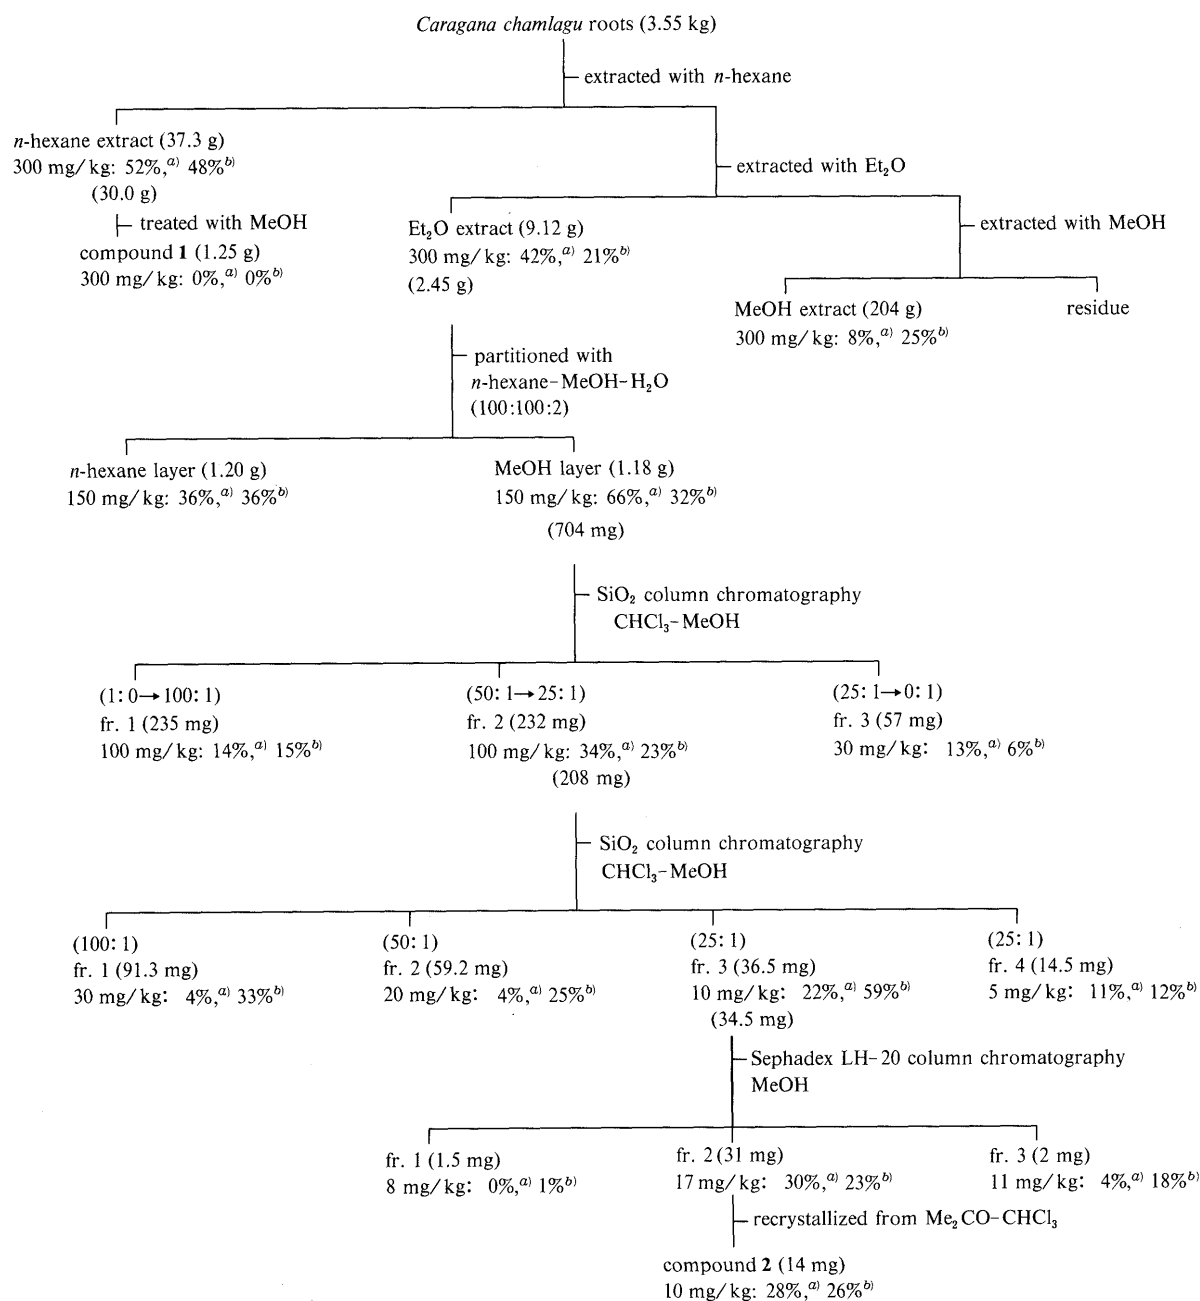 Caragana chamlagu roots (3.55 kg)
extracted with n-hexane
n-hexane extract (37.3 g)
300 mg/kg: 52%,a) 48%b)
(30.0 g)
treated with MeOH
compound 1 (1.25 g)
300 mg/kg: 0%,a) 0%b)
extracted with Et2O
Et2O extract (9.12 g)
300 mg/kg: 42%,a) 21%b)
(2.45 g)
extracted with MeOH
MeOH extract (204 g)
300 mg/kg: 8%,a) 25%b)
residue
partitioned with
n-hexane-MeOH-H2O
(100:100:2)
n-hexane layer (1.20 g)
150 mg/kg: 36%,a) 36%b)
MeOH layer (1.18 g)
150 mg/kg: 66%,a) 32%b)
(704 mg)
SiO2 column chromatography
CHCl3-MeOH
(1:0→100:1)
fr. 1 (235 mg)
100 mg/kg: 14%,a) 15%b)
(50:1→25:1)
fr. 2 (232 mg)
100 mg/kg: 34%,a) 23%b)
(208 mg)
(25:1→0:1)
fr. 3 (57 mg)
30 mg/kg: 13%,a) 6%b)
SiO2 column chromatography
CHCl3-MeOH
(100:1)
fr. 1 (91.3 mg)
30 mg/kg: 4%,a) 33%b)
(50:1)
fr. 2 (59.2 mg)
20 mg/kg: 4%,a) 25%b)
(25:1)
fr. 3 (36.5 mg)
10 mg/kg: 22%,a) 59%b)
(34.5 mg)
(25:1)
fr. 4 (14.5 mg)
5 mg/kg: 11%,a) 12%b)
Sephadex LH-20 column chromatography
MeOH
fr. 1 (1.5 mg)
8 mg/kg: 0%,a) 1%b)
fr. 2 (31 mg)
17 mg/kg: 30%,a) 23%b)
fr. 3 (2 mg)
11 mg/kg: 4%,a) 18%b)
recrystallized from Me2CO-CHCl3
compound 2 (14 mg)
10 mg/kg: 28%,a) 26%b)